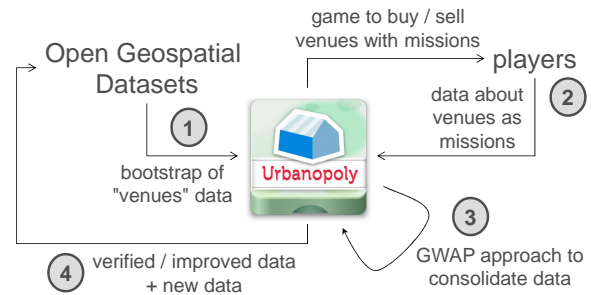 game to buy / sell
venues with missions
Open Geospatial
Datasets
players
1
data about
venues as
missions
2
bootstrap of
"venues" data
Urbanopoly
3
GWAP approach to
consolidate data
4
verified / improved data
+ new data